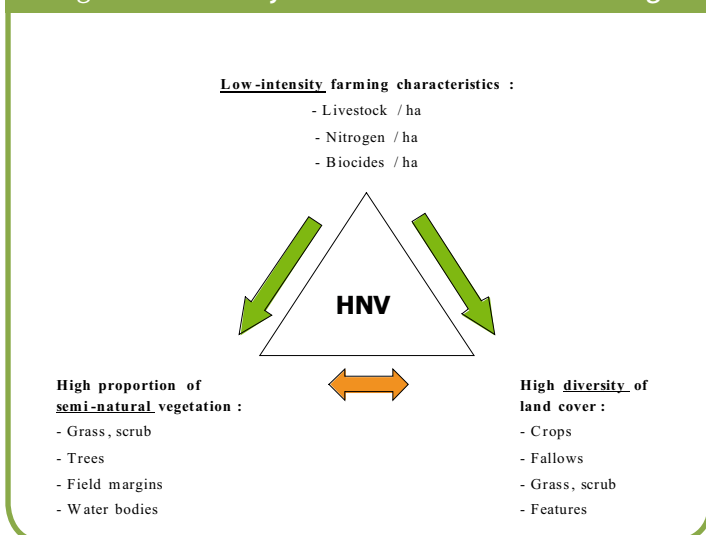 Low-intensity farming characteristics :
- Livestock / ha
- Nitrogen / ha
- Biocides / ha
HNV
High proportion of
semi-natural vegetation :
- Grass, scrub
- Trees
- Field margins
- Water bodies
High diversity of
land cover :
- Crops
- Fallows
- Grass, scrub
- Features